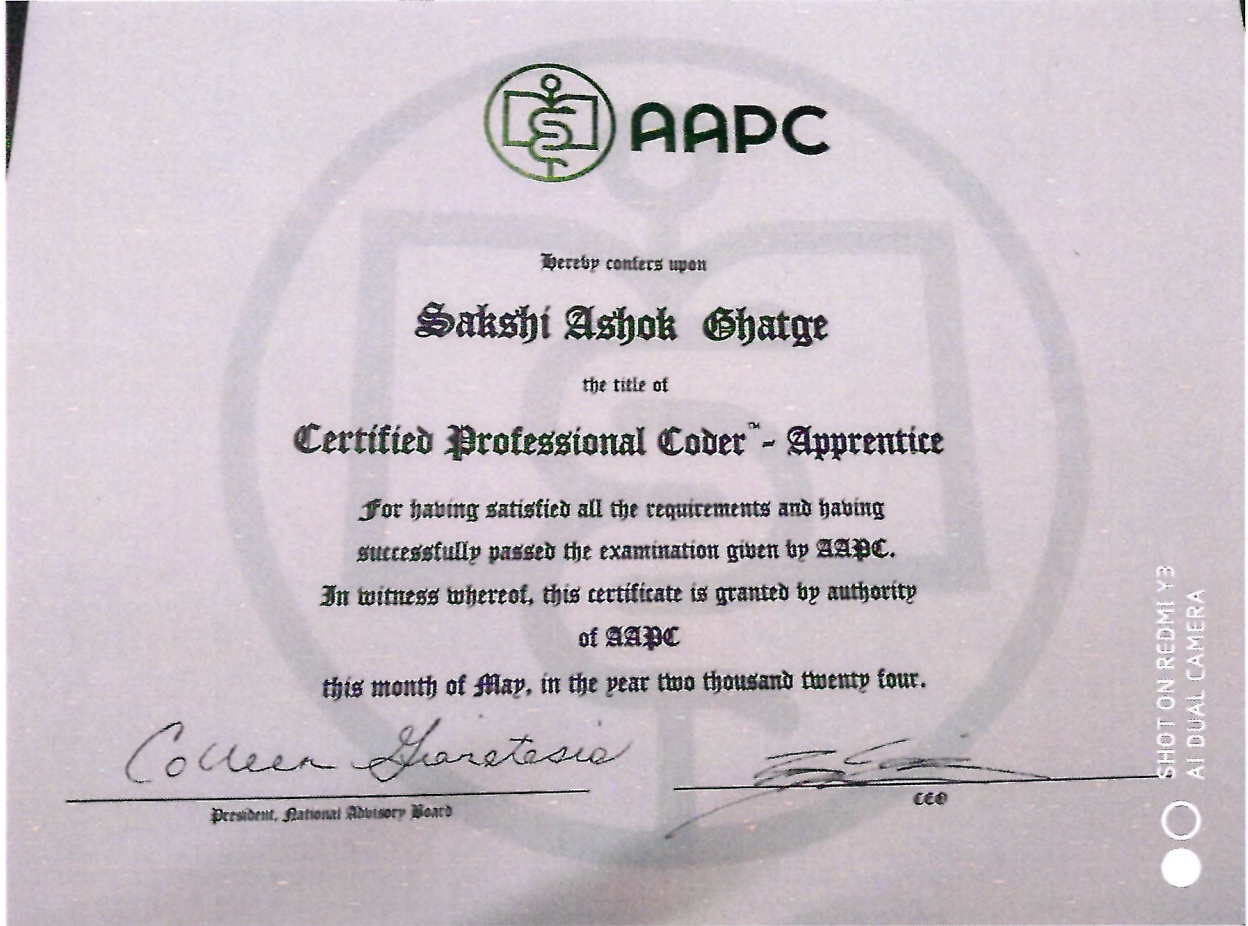 AAPC
Hereby confers upon
Sakshi Ashok Ghatge
the title of
Certified Professional Coder™ - Apprentice
For having satisfied all the requirements and having
successfully passed the examination given by AAPC.
In witness whereof, this certificate is granted by authority
of AAPC
this month of May, in the year two thousand twenty four.
Colleen Gianatasio
President, National Advisory Board
CEO
SHOT ON REDMI Y3
AI DUAL CAMERA